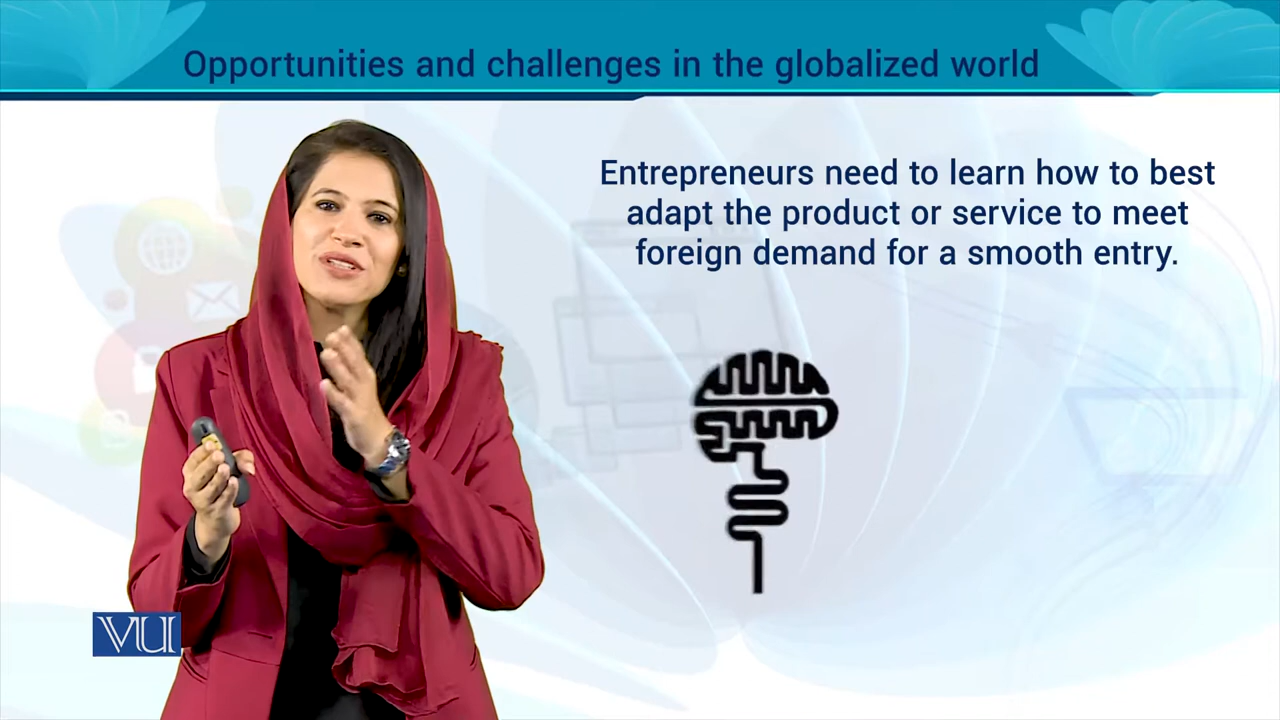 Opportunities and challenges in the globalized world
Entrepreneurs need to learn how to best
adapt the product or service to meet
foreign demand for a smooth entry.
VU